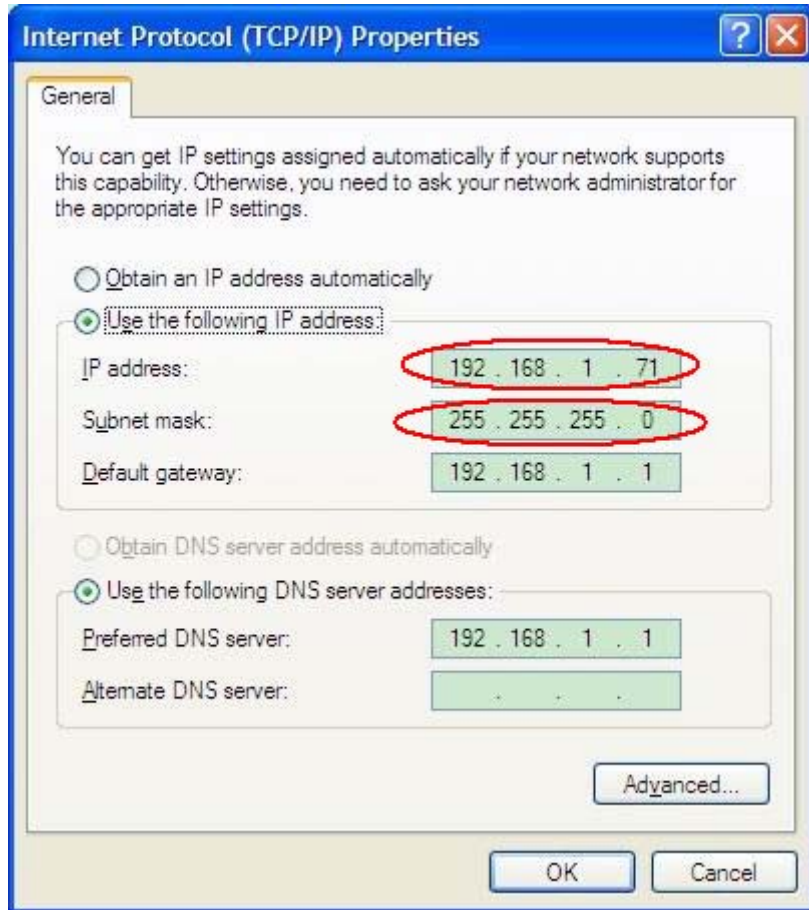 Internet Protocol (TCP/IP) Properties
General
You can get IP settings assigned automatically if your network supports
this capability. Otherwise, you need to ask your network administrator for
the appropriate IP settings.
Obtain an IP address automatically
Use the following IP address:
IP address: 192 . 168 . 1 . 71
Subnet mask: 255 . 255 . 255 . 0
Default gateway: 192 . 168 . 1 . 1
Obtain DNS server address automatically
Use the following DNS server addresses:
Preferred DNS server: 192 . 168 . 1 . 1
Alternate DNS server: . . .
Advanced...
OK Cancel